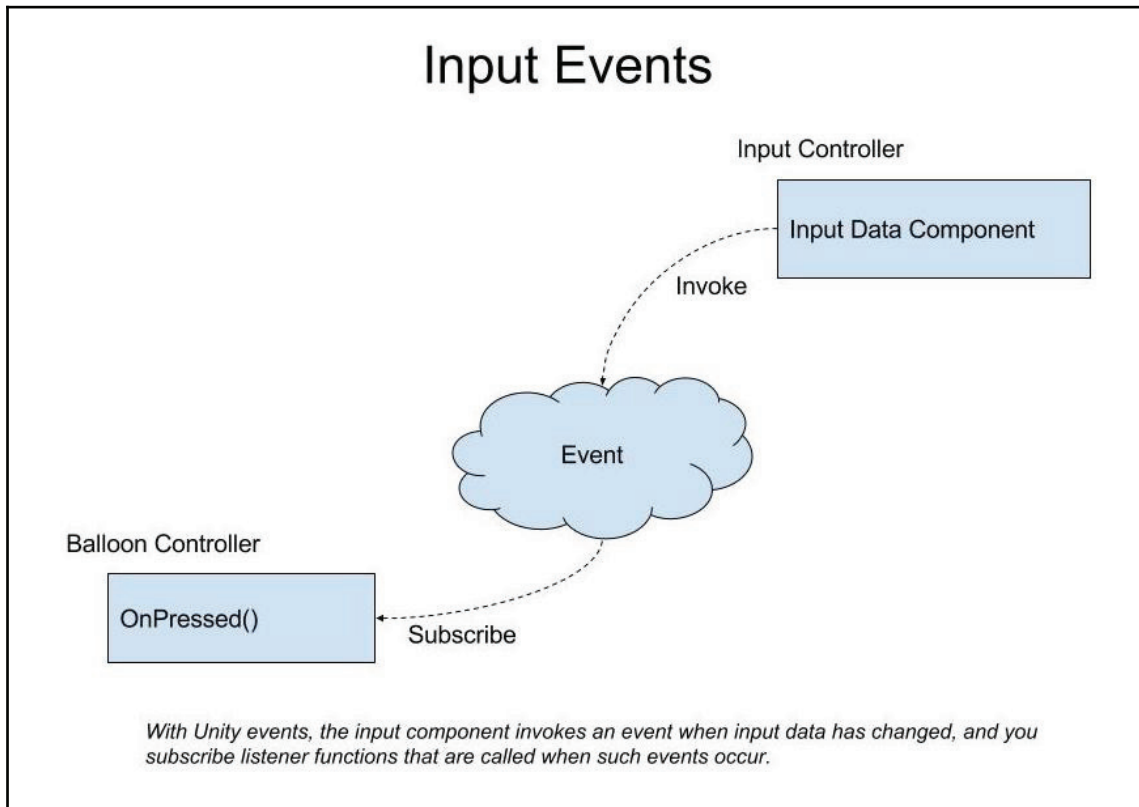 Input Events
Input Controller
Input Data Component
Invoke
Event
Balloon Controller
OnPressed()
Subscribe
With Unity events, the input component invokes an event when input data has changed, and you
subscribe listener functions that are called when such events occur.